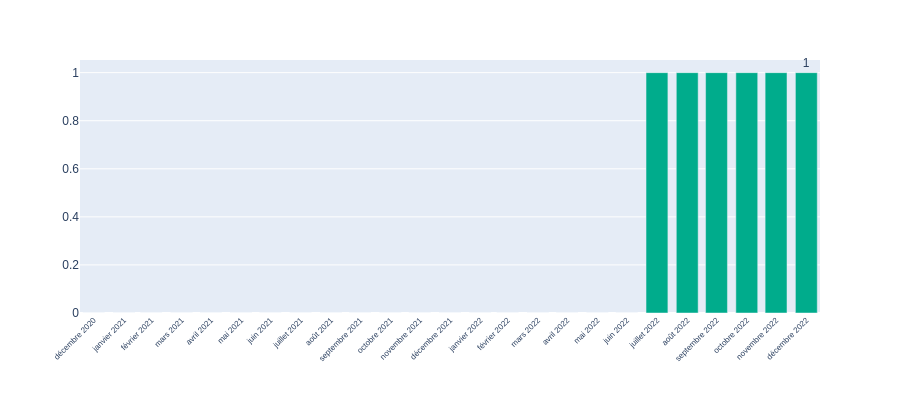 1
1
0.8
0.6
0.4
0.2
0
décembre 2020
janvier 2021
février 2021
mars 2021
avril 2021
mai 2021
juin 2021
juillet 2021
août 2021
septembre 2021
octobre 2021
novembre 2021
décembre 2021
janvier 2022
février 2022
mars 2022
avril 2022
mai 2022
juin 2022
juillet 2022
août 2022
septembre 2022
octobre 2022
novembre 2022
décembre 2022